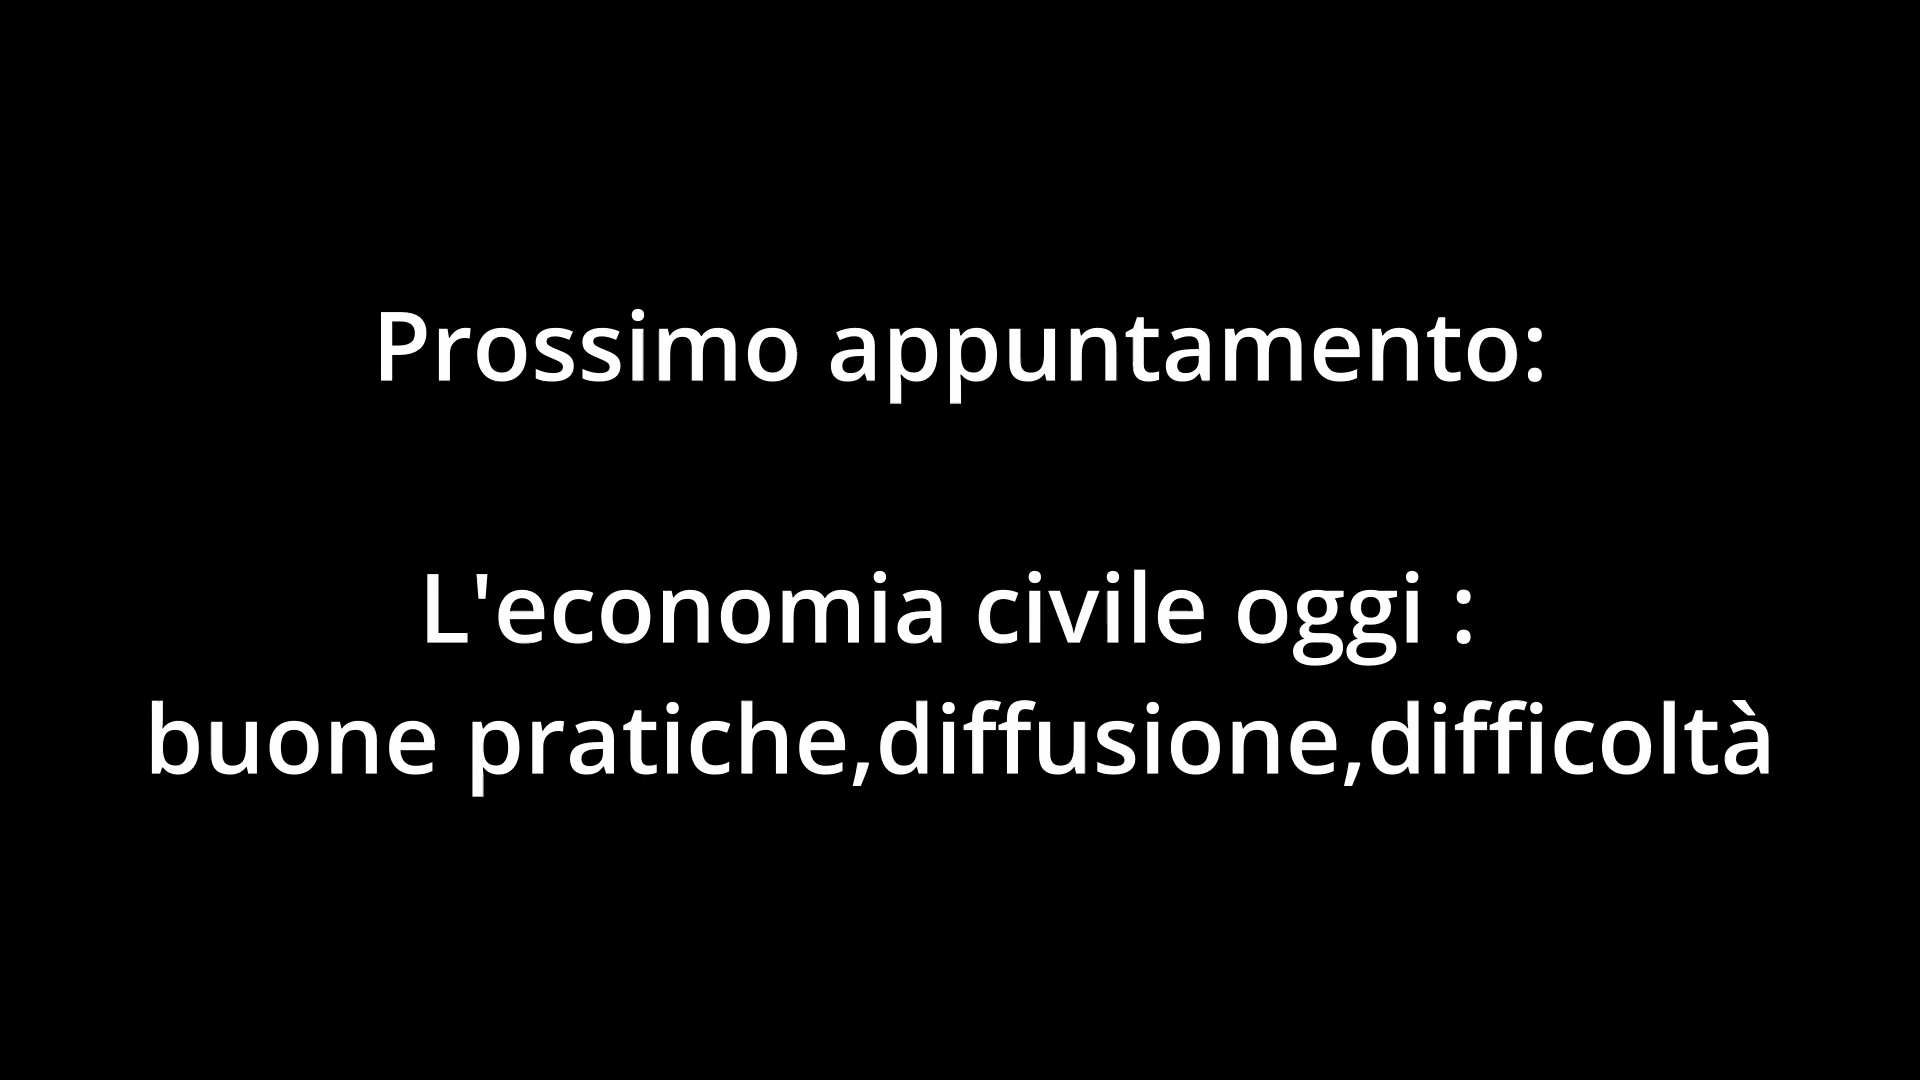 Prossimo appuntamento:
L'economia civile oggi :
buone pratiche,diffusione,difficoltà